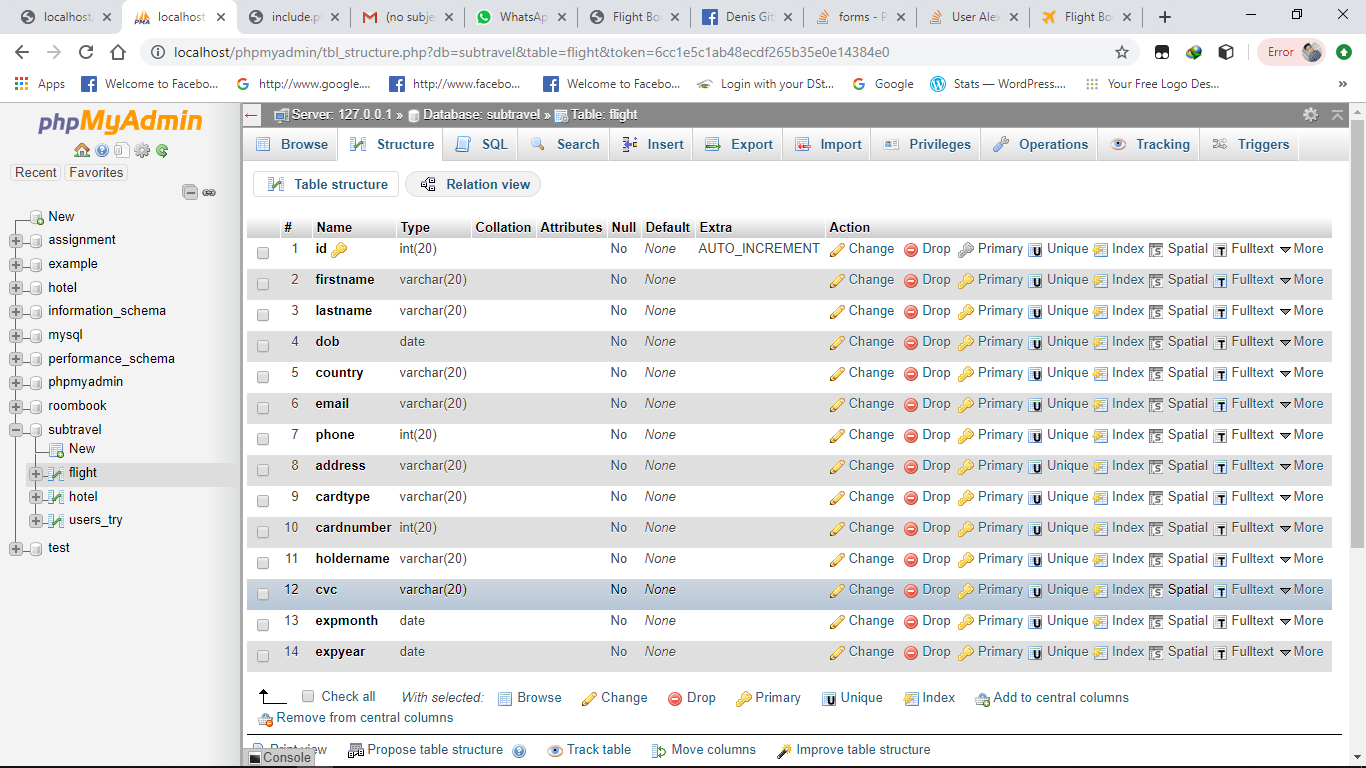 localhost
localhost
include.p
(no subje
WhatsAp
Flight Bo
Denis Git
forms - P
User Alex
Flight Bo
localhost/phpmyadmin/tbl_structure.php?db=subtravel&table=flight&token=6cc1e5c1ab48ecdf265b35e0e14384e0
Error
Apps
Welcome to Facebo...
http://www.google....
http://www.facebo...
Welcome to Facebo...
Login with your DSt...
Google
Stats — WordPress....
Your Free Logo Des...
»
phpMyAdmin
Recent
Favorites
New
assignment
example
hotel
information_schema
mysql
performance_schema
phpmyadmin
roombook
subtravel
New
flight
hotel
users_try
test
Server: 127.0.0.1 » Database: subtravel » Table: flight
Browse Structure SQL Search Insert Export Import Privileges Operations Tracking Triggers
Table structure Relation view
# Name Type Collation Attributes Null Default Extra Action
1 id int(20) No None AUTO_INCREMENT Change Drop Primary Unique Index Spatial Fulltext More
2 firstname varchar(20) No None Change Drop Primary Unique Index Spatial Fulltext More
3 lastname varchar(20) No None Change Drop Primary Unique Index Spatial Fulltext More
4 dob date No None Change Drop Primary Unique Index Spatial Fulltext More
5 country varchar(20) No None Change Drop Primary Unique Index Spatial Fulltext More
6 email varchar(20) No None Change Drop Primary Unique Index Spatial Fulltext More
7 phone int(20) No None Change Drop Primary Unique Index Spatial Fulltext More
8 address varchar(20) No None Change Drop Primary Unique Index Spatial Fulltext More
9 cardtype varchar(20) No None Change Drop Primary Unique Index Spatial Fulltext More
10 cardnumber int(20) No None Change Drop Primary Unique Index Spatial Fulltext More
11 holdername varchar(20) No None Change Drop Primary Unique Index Spatial Fulltext More
12 cvc varchar(20) No None Change Drop Primary Unique Index Spatial Fulltext More
13 expmonth date No None Change Drop Primary Unique Index Spatial Fulltext More
14 expyear date No None Change Drop Primary Unique Index Spatial Fulltext More
Check all With selected: Browse Change Drop Primary Unique Index Add to central columns
Remove from central columns
Print view Propose table structure Track table Move columns Improve table structure
Console